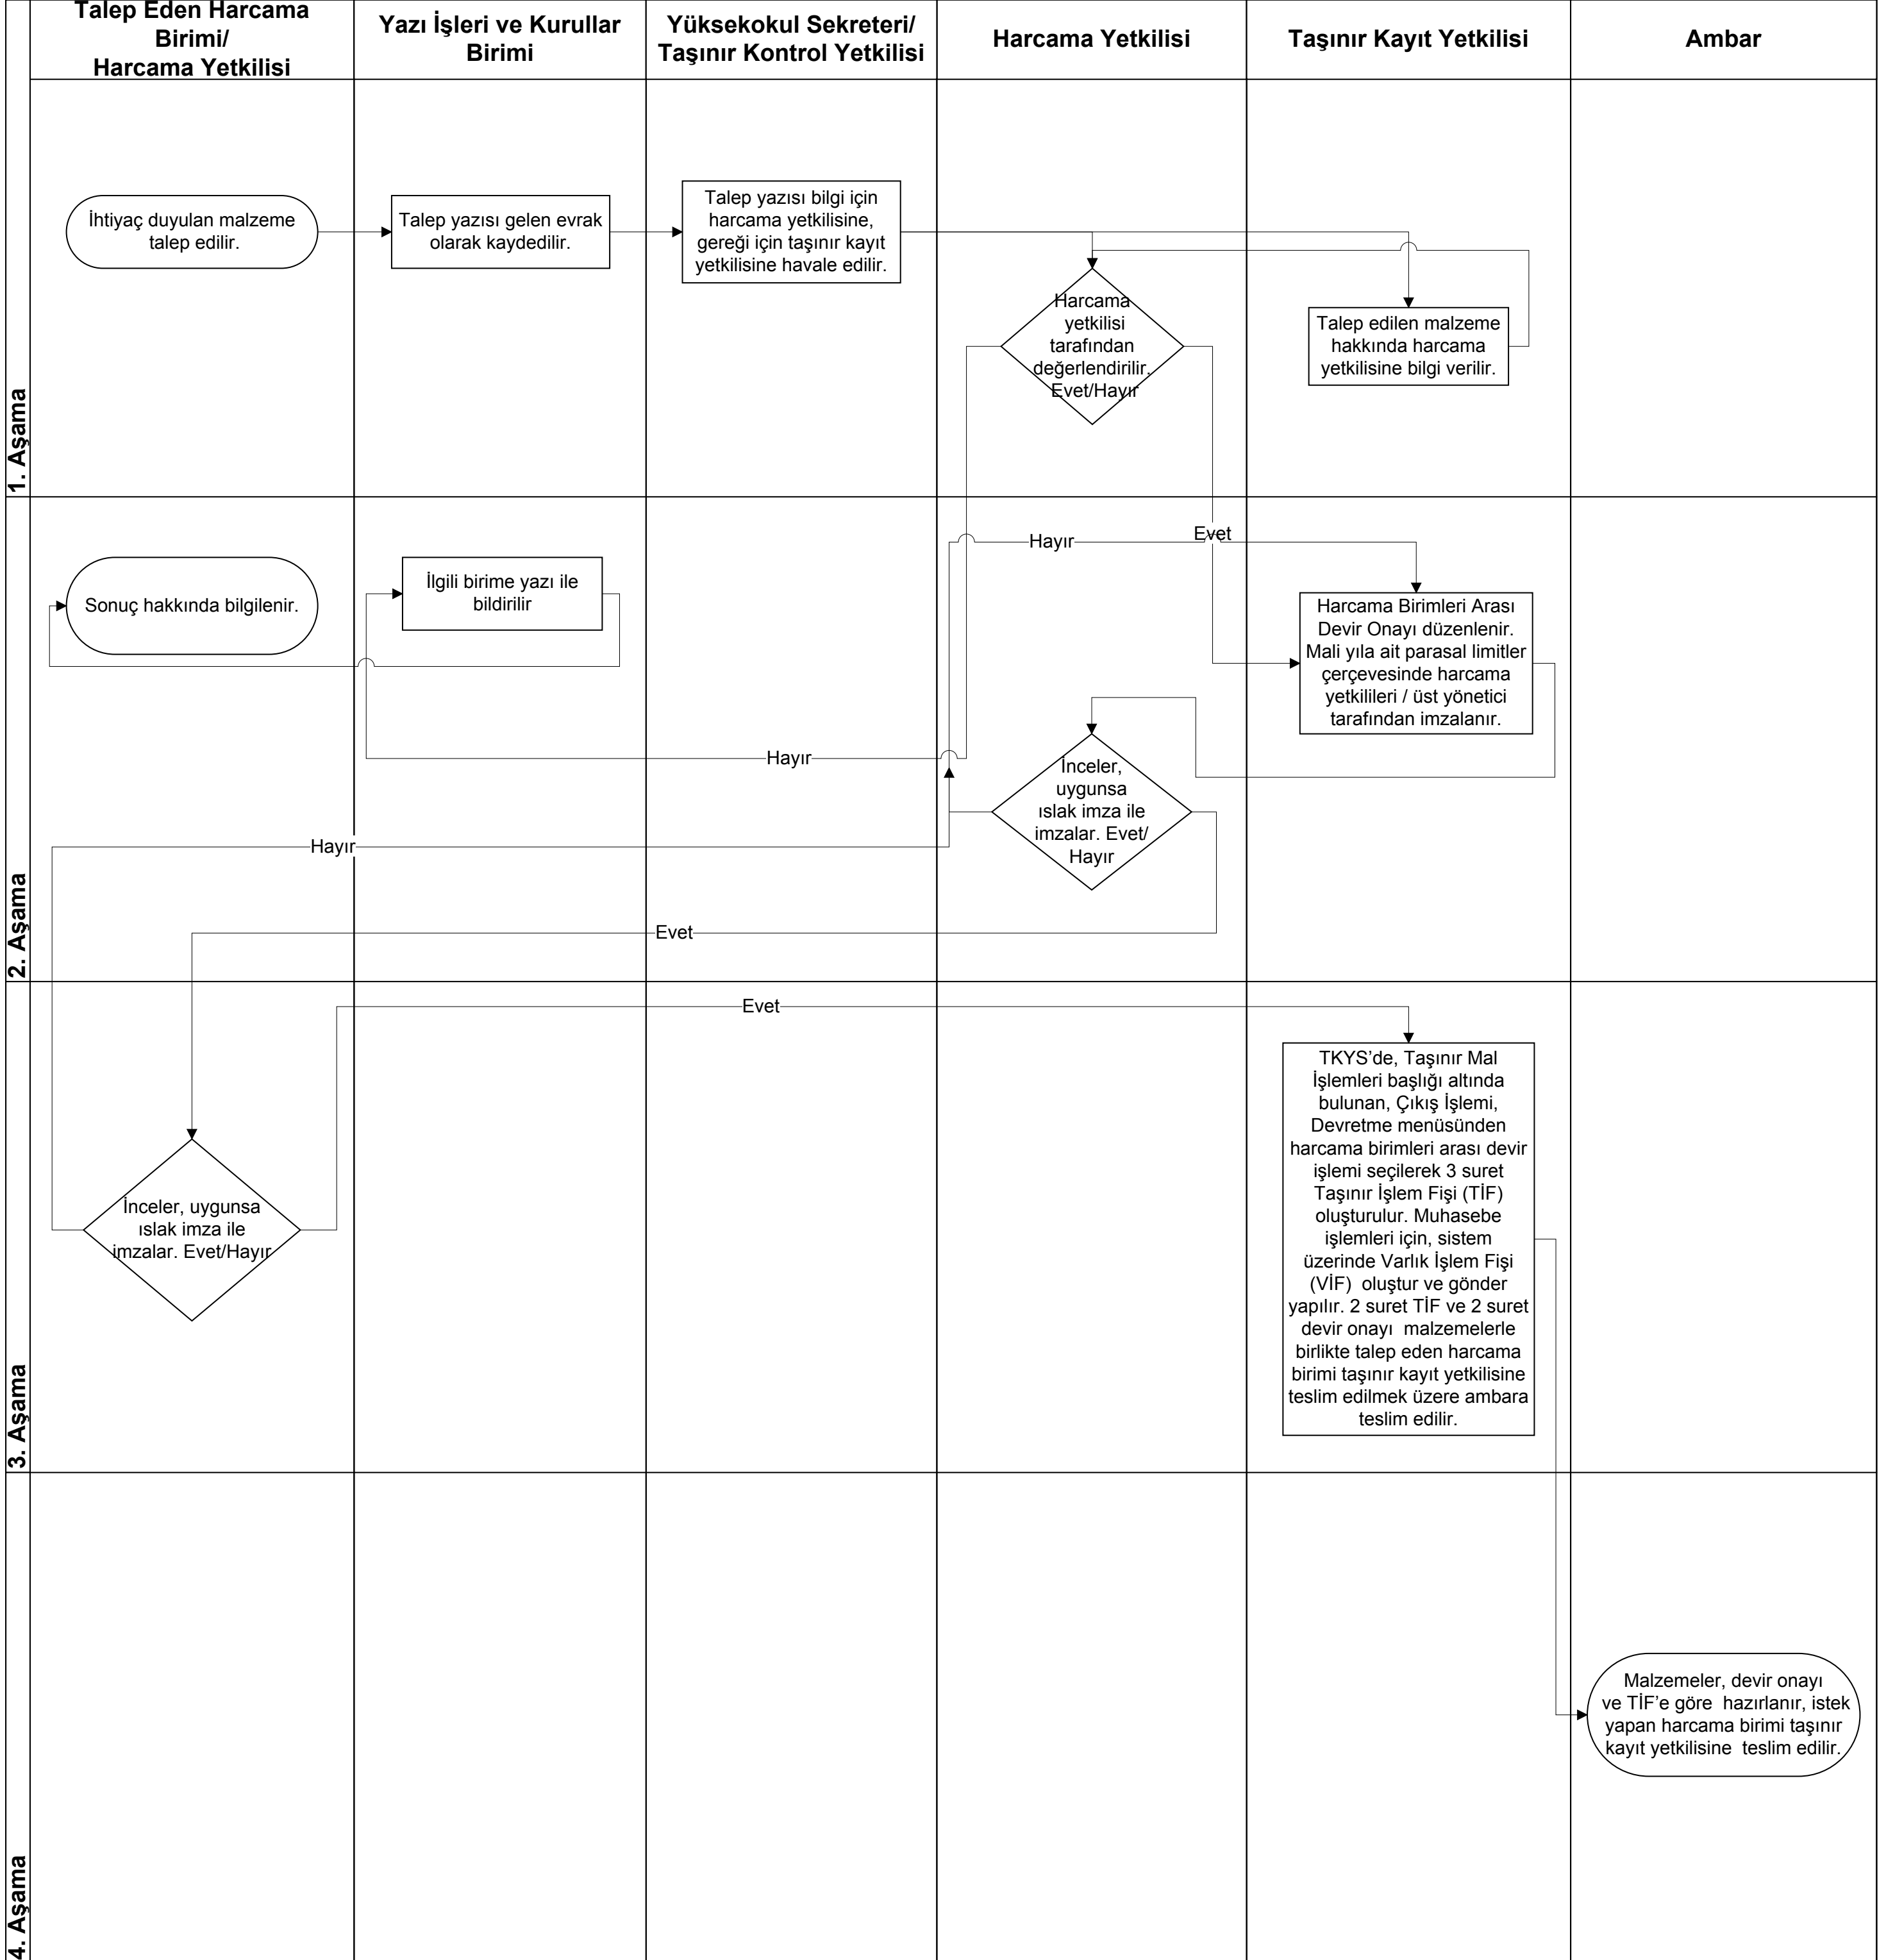 Talep Eden Harcama
Birimi/
Harcama Yetkilisi
Yazı İşleri ve Kurullar
Birimi
Yüksekokul Sekreteri/
Taşınır Kontrol Yetkilisi
Harcama Yetkilisi
Taşınır Kayıt Yetkilisi
Ambar
1. Aşama
İhtiyaç duyulan malzeme
talep edilir.
Talep yazısı gelen evrak
olarak kaydedilir.
Talep yazısı bilgi için
harcama yetkilisine,
gereği için taşınır kayıt
yetkilisine havale edilir.
Harcama
yetkilisi
tarafından
değerlendirilir.
Evet/Hayır
Talep edilen malzeme
hakkında harcama
yetkilisine bilgi verilir.
2. Aşama
Sonuç hakkında bilgilenir.
İlgili birime yazı ile
bildirilir
Hayır
Evet
Harcama Birimleri Arası
Devir Onayı düzenlenir.
Mali yıla ait parasal limitler
çerçevesinde harcama
yetkilileri / üst yönetici
tarafından imzalanır.
Hayır
İnceler,
uygunsa
ıslak imza ile
imzalar. Evet/
Hayır
Hayır
Evet
3. Aşama
Evet
İnceler, uygunsa
ıslak imza ile
imzalar. Evet/Hayır
TKYS’de, Taşınır Mal
İşlemleri başlığı altında
bulunan, Çıkış İşlemi,
Devretme menüsünden
harcama birimleri arası devir
işlemi seçilerek 3 suret
Taşınır İşlem Fişi (TİF)
oluşturulur. Muhasebe
işlemleri için, sistem
üzerinde Varlık İşlem Fişi
(VİF)  oluştur ve gönder
yapılır. 2 suret TİF ve 2 suret
devir onayı  malzemelerle
birlikte talep eden harcama
birimi taşınır kayıt yetkilisine
teslim edilmek üzere ambara
teslim edilir.
4. Aşama
Malzemeler, devir onayı
ve TİF’e göre  hazırlanır, istek
yapan harcama birimi taşınır
kayıt yetkilisine  teslim edilir.